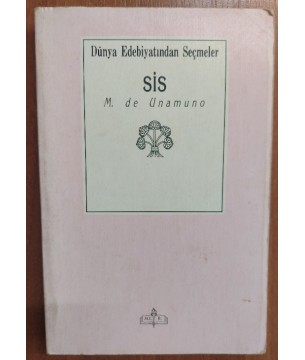 Dünya Edebiyatından Seçmeler
SİS
M. de Unamuno